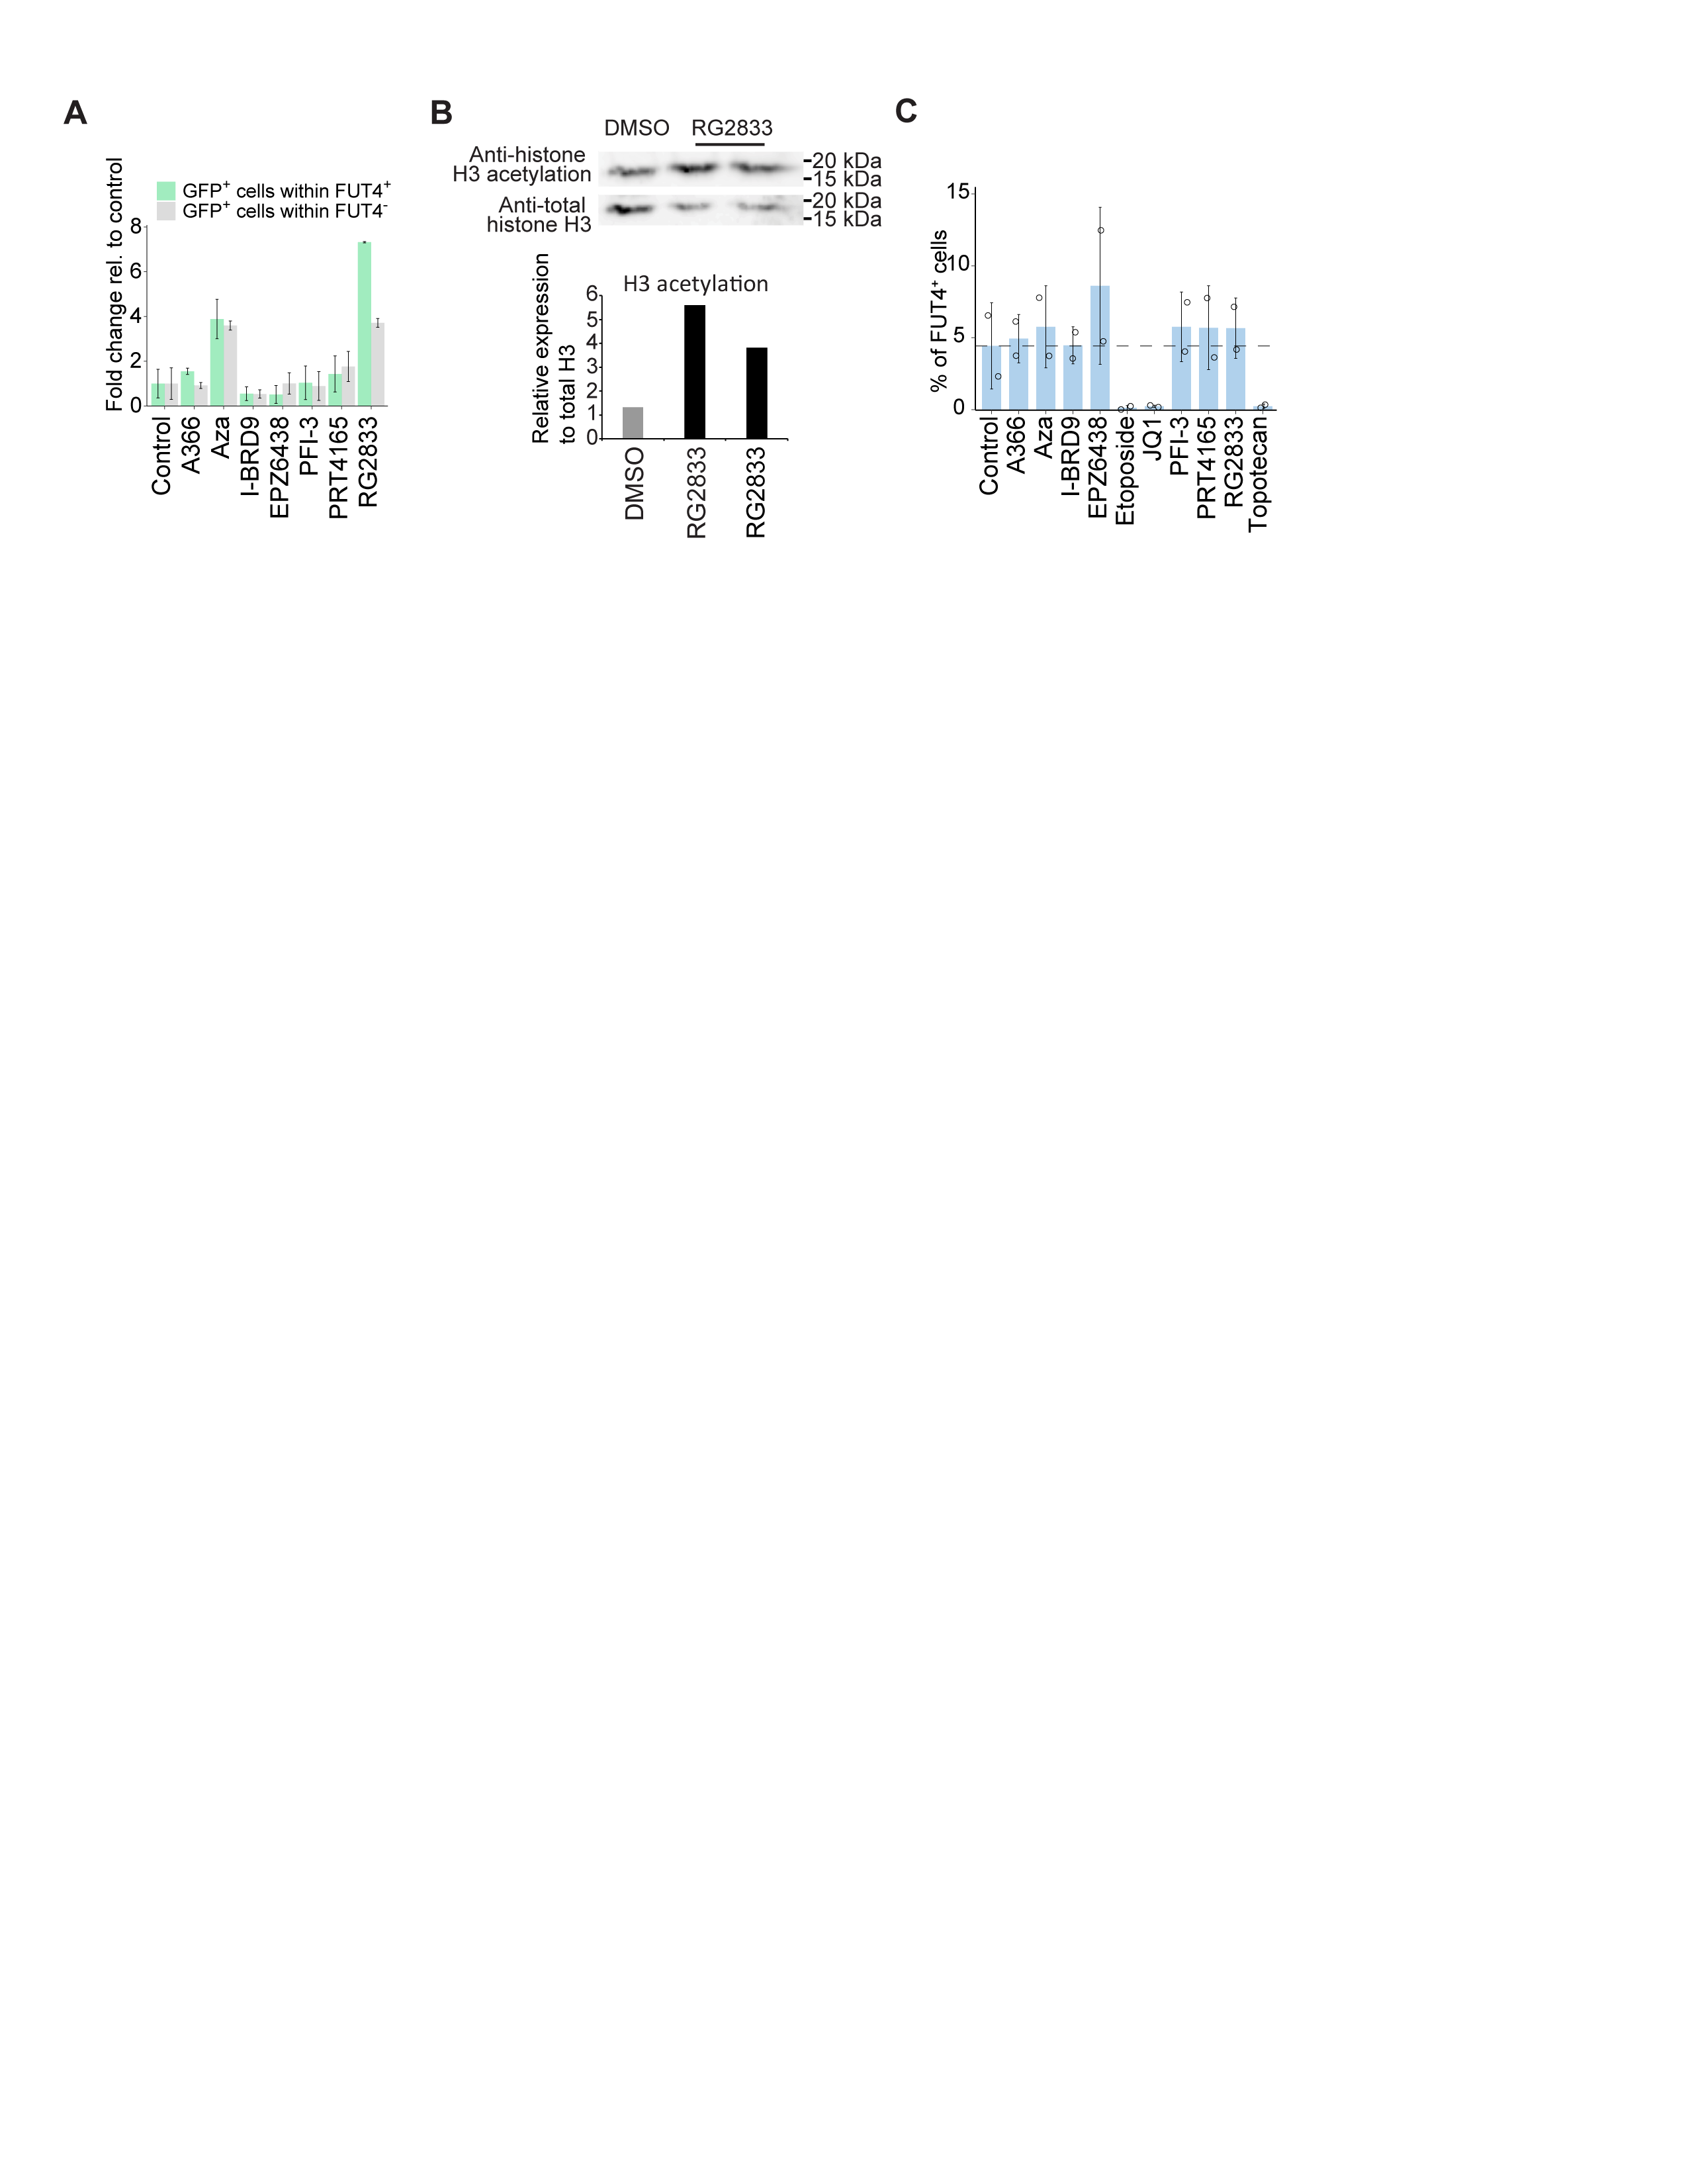 A
GFP+ cells within FUT4+
GFP+ cells within FUT4-
Fold change rel. to control
8
6
4
2
0
Control
A366
Aza
I-BRD9
EPZ6438
PFI-3
PRT4165
RG2833
B
DMSO RG2833
Anti-histone
H3 acetylation
20 kDa
15 kDa
Anti-total
histone H3
20 kDa
15 kDa
H3 acetylation
Relative expression
to total H3
6
5
4
3
2
1
0
DMSO
RG2833
RG2833
C
% of FUT4+ cells
15
10
5
0
Control
A366
Aza
I-BRD9
EPZ6438
Etoposide
JQ1
PFI-3
PRT4165
RG2833
Topotecan